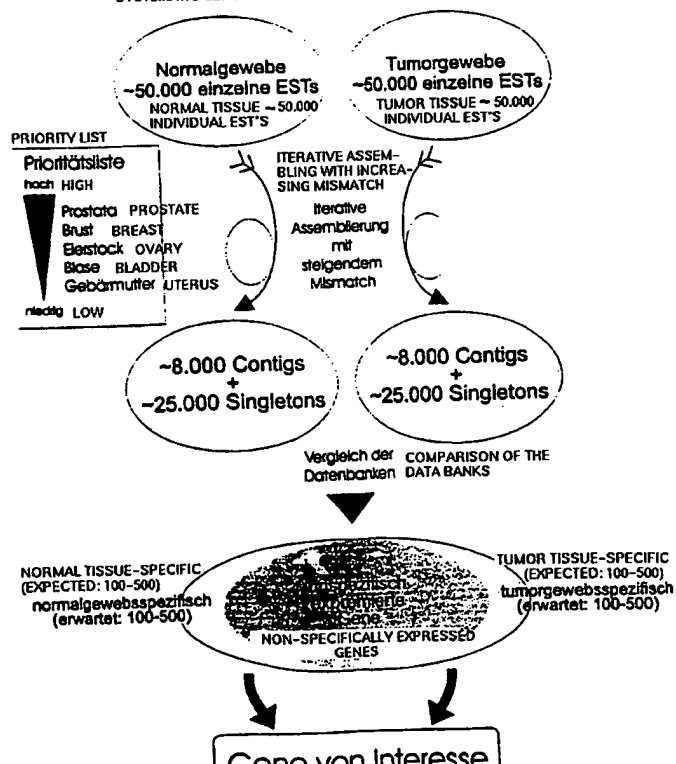 Normalgewebe
~50.000 einzelne ESTs
NORMAL TISSUE ~ 50.000
INDIVIDUAL EST'S
Tumorgewebe
~50.000 einzelne ESTs
TUMOR TISSUE ~ 50.000
INDIVIDUAL EST'S
PRIORITY LIST
Prioritätsliste
hoch HIGH
Prostata PROSTATE
Brust BREAST
Eierstock OVARY
Blase BLADDER
Gebärmutter UTERUS
niedrig LOW
ITERATIVE ASSEM-
BLING WITH INCREA-
SING MISMATCH
Iterative
Assemblierung
mit
steigendem
Mismatch
~8.000 Contigs
+
~25.000 Singletons
~8.000 Contigs
+
~25.000 Singletons
Vergleich der
Datenbanken
COMPARISON OF THE
DATA BANKS
NORMAL TISSUE-SPECIFIC
(EXPECTED: 100-500)
normalgewebsspezifisch
(erwartet: 100-500)
Gene
NON-SPECIFICALLY EXPRESSED
GENES
TUMOR TISSUE-SPECIFIC
(EXPECTED: 100-500)
tumorgewebsspezifisch
(erwartet: 100-500)
Gene von Interesse